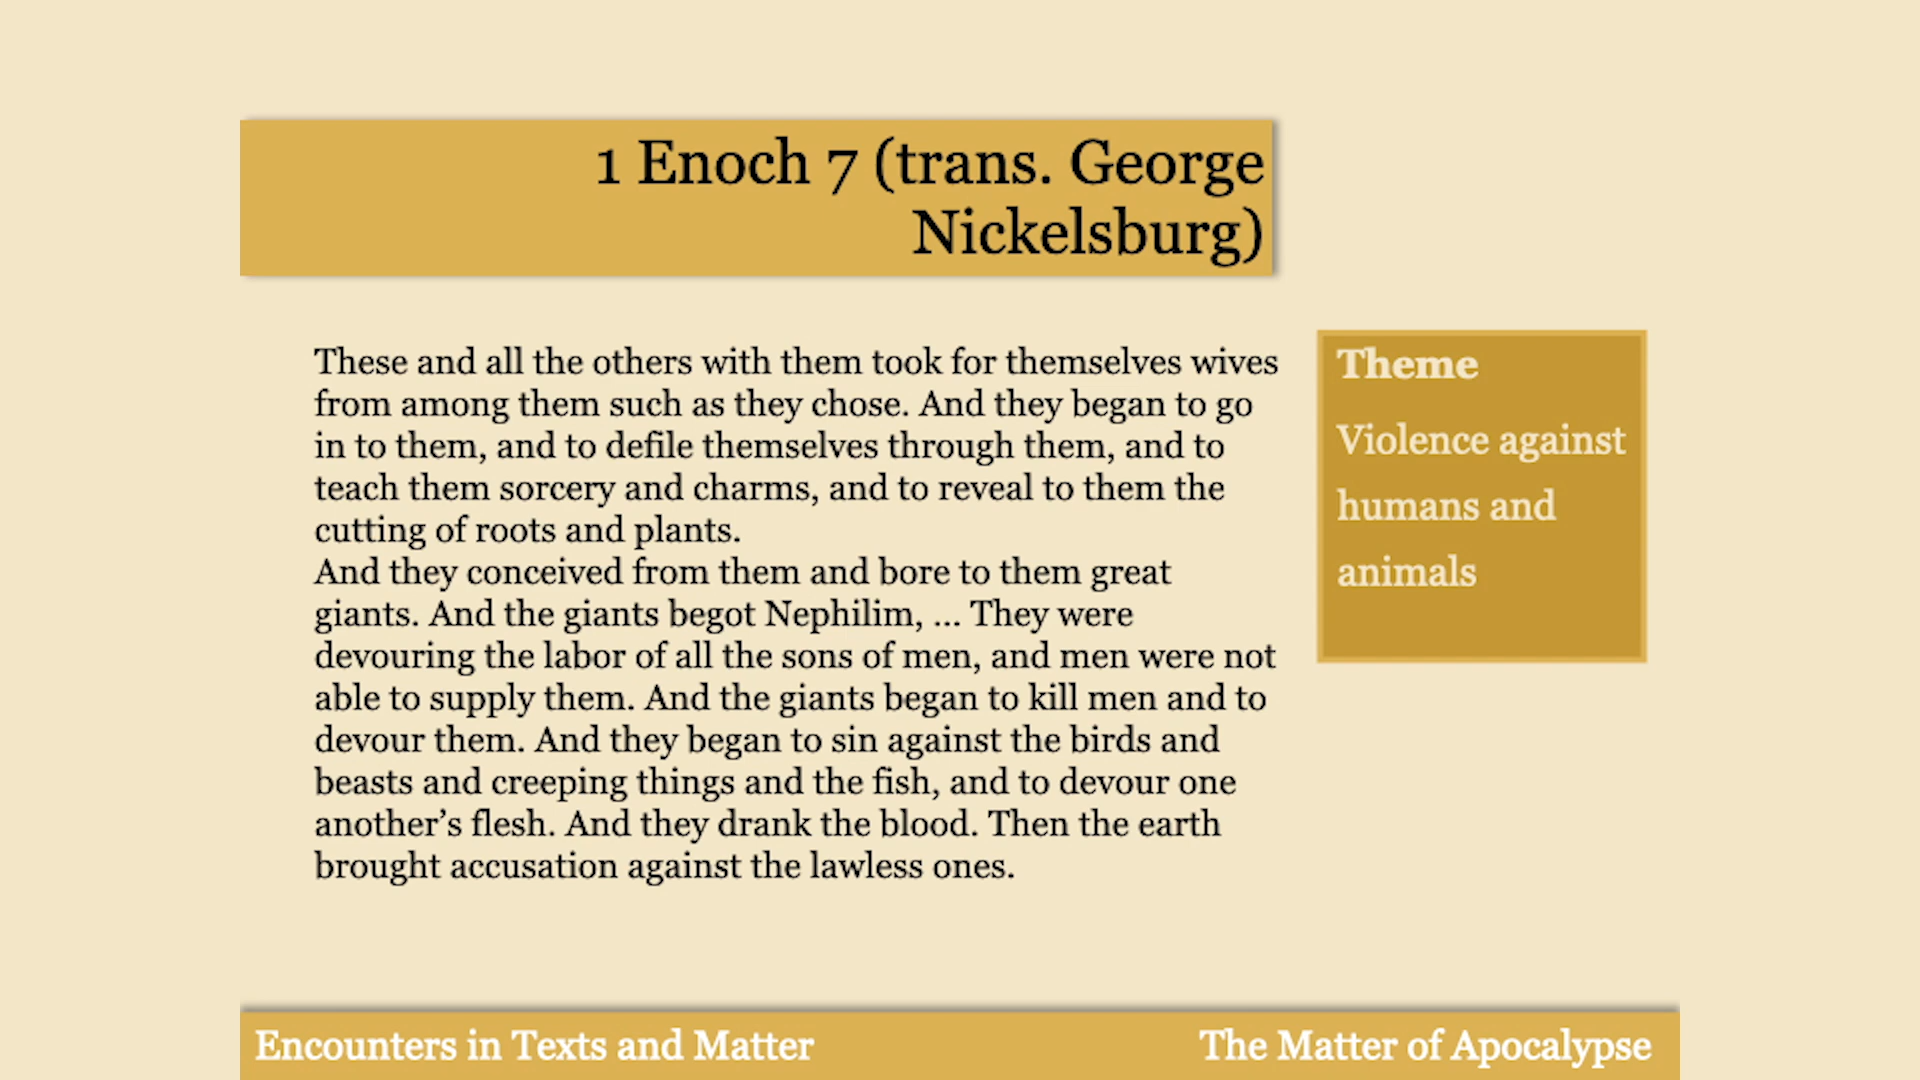 1 Enoch 7 (trans. George
Nickelsburg)
These and all the others with them took for themselves wives
from among them such as they chose. And they began to go
in to them, and to defile themselves through them, and to
teach them sorcery and charms, and to reveal to them the
cutting of roots and plants.
And they conceived from them and bore to them great
giants. And the giants begot Nephilim, ... They were
devouring the labor of all the sons of men, and men were not
able to supply them. And the giants began to kill men and to
devour them. And they began to sin against the birds and
beasts and creeping things and the fish, and to devour one
another’s flesh. And they drank the blood. Then the earth
brought accusation against the lawless ones.
Theme
Violence against
humans and
animals
Encounters in Texts and Matter
The Matter of Apocalypse